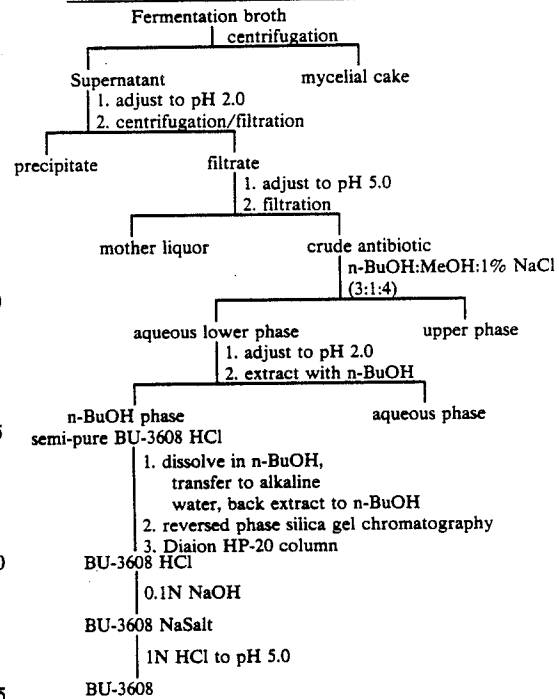 Fermentation broth
centrifugation
Supernatant
mycelial cake
1. adjust to pH 2.0
2. centrifugation/filtration
precipitate
filtrate
1. adjust to pH 5.0
2. filtration
mother liquor
crude antibiotic
n-BuOH:MeOH:1% NaCl
(3:1:4)
aqueous lower phase
upper phase
1. adjust to pH 2.0
2. extract with n-BuOH
n-BuOH phase
aqueous phase
semi-pure BU-3608 HCl
1. dissolve in n-BuOH,
transfer to alkaline
water, back extract to n-BuOH
2. reversed phase silica gel chromatography
3. Diaion HP-20 column
BU-3608 HCl
0.1N NaOH
BU-3608 NaSalt
1N HCl to pH 5.0
BU-3608